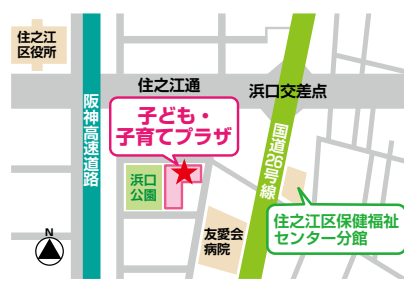 住之江
区役所
住之江通
浜口交差点
阪神高速道路
子ども・
子育てプラザ
国道26号線
浜口
公園
住之江区保健福祉
センター分館
友愛会
病院
N